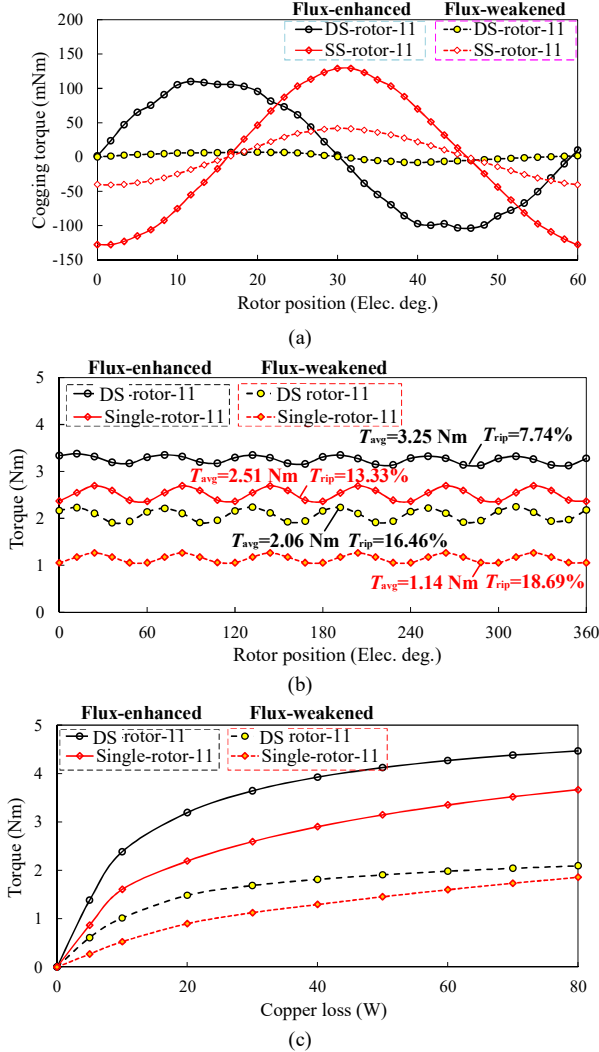 Flux-enhanced Flux-weakened
DS-rotor-11 DS-rotor-11
SS-rotor-11 SS-rotor-11
200
150
100
50
0
-50
-100
-150
Cogging torque (mNm)
0 10 20 30 40 50 60
Rotor position (Elec. deg.)
(a)
Flux-enhanced Flux-weakened
DS rotor-11 DS rotor-11
Single-rotor-11 Single-rotor-11
5
4
3
2
1
0
Torque (Nm)
Tavg=3.25 Nm Trip=7.74%
Tavg=2.51 Nm Trip=13.33%
Tavg=2.06 Nm Trip=16.46%
Tavg=1.14 Nm Trip=18.69%
0 60 120 180 240 300 360
Rotor position (Elec. deg.)
(b)
Flux-enhanced Flux-weakened
DS rotor-11 DS rotor-11
Single-rotor-11 Single-rotor-11
5
4
3
2
1
0
Torque (Nm)
0 20 40 60 80
Copper loss (W)
(c)